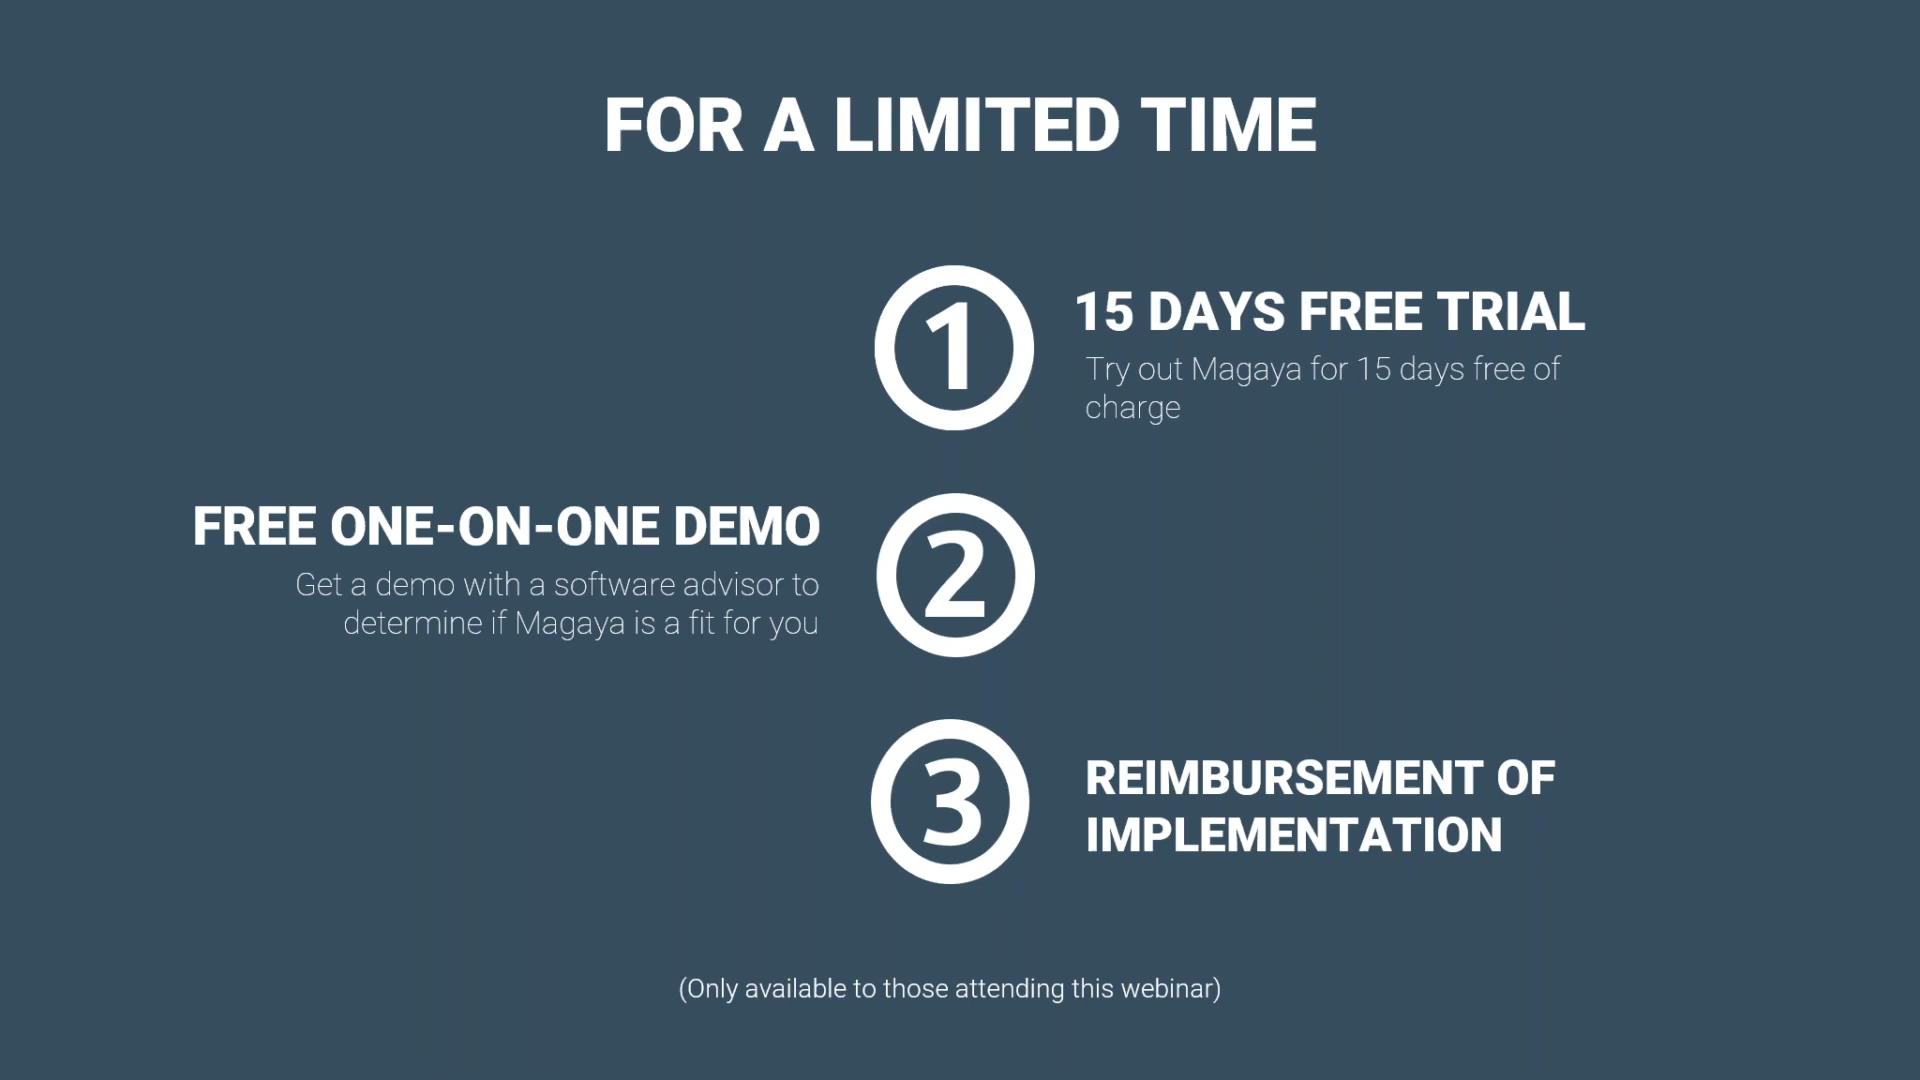 FOR A LIMITED TIME
1
15 DAYS FREE TRIAL
Try out Magaya for 15 days free of
charge
FREE ONE-ON-ONE DEMO
Get a demo with a software advisor to
determine if Magaya is a fit for you
2
3
REIMBURSEMENT OF
IMPLEMENTATION
(Only available to those attending this webinar)